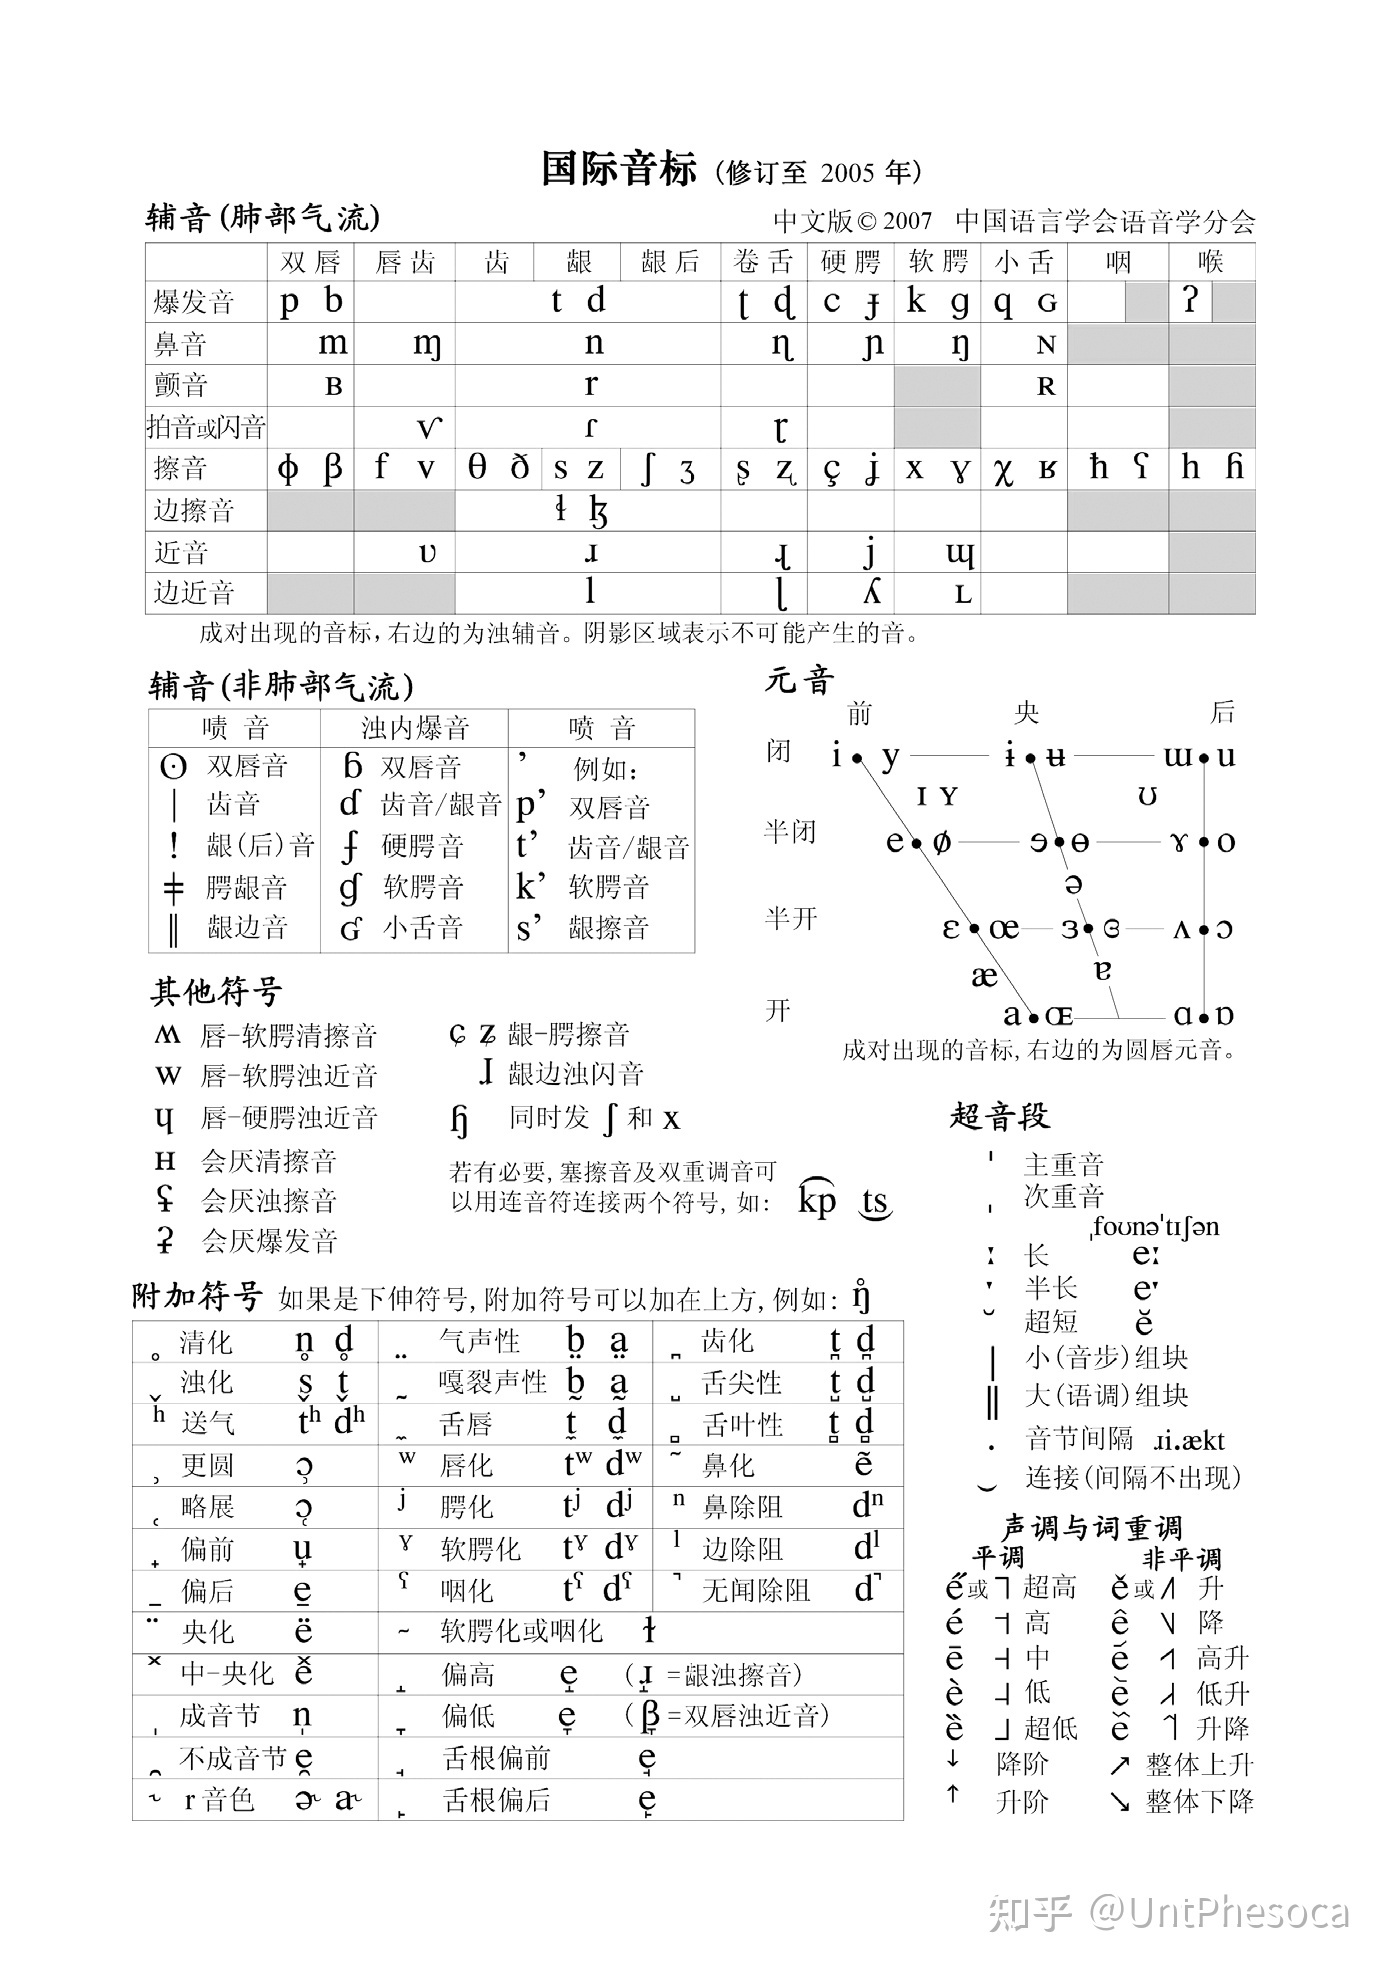 国际音标 (修订至 2005 年)
辅音(肺部气流)
中文版©2007 中国语言学会语音学分会
双唇 唇齿 齿 龈 龈后 卷舌 硬腭 软腭 小舌 咽 喉
爆发音 p b t d ʈ ɖ c ɟ k ɡ q ɢ ʔ
鼻音 m ɱ n ɳ ɲ ŋ ɴ
颤音 ʙ r ʀ
拍音或闪音 ⱱ ɾ ɽ
擦音 ɸ β f v θ ð s z ʃ ʒ ʂ ʐ ç ʝ x ɣ χ ʁ ħ ʕ h ɦ
边擦音 ɬ ɮ
近音 ʋ ɹ ɻ j ɰ
边近音 l ɭ ʎ ʟ
成对出现的音标,右边的为浊辅音。阴影区域表示不可能产生的音。
辅音(非肺部气流)
喷音 浊内爆音 喷音
ʘ 双唇音 ɓ 双唇音 ʼ 例如:
ǀ 齿音 ɗ 齿音/龈音 pʼ 双唇音
ǃ 龈(后)音 ʄ 硬腭音 tʼ 齿音/龈音
ǂ 腭龈音 ɠ 软腭音 kʼ 软腭音
ǁ 龈边音 ʛ 小舌音 sʼ 龈擦音
元音
前 央 后
闭 i y ɨ ʉ ɯ u
ɪ ʏ ʊ
半闭 e ø ɘ ɵ ɤ o
ə
半开 ɛ œ ɜ ɞ ʌ ɔ
æ ɐ
开 a ɶ ɑ ɒ
成对出现的音标,右边的为圆唇元音。
其他符号
ʍ 唇-软腭清擦音 ɕ ʑ 龈-腭擦音
w 唇-软腭浊近音 ɺ 龈边浊闪音
ɥ 唇-硬腭浊近音 ɧ 同时发 ʃ 和 x
ʜ 会厌清擦音
ʢ 会厌浊擦音
ʡ 会厌爆发音
若有必要,塞擦音及双重调音可
以用连音符连接两个符号,如: k͡p t͜s
超音段
ˈ 主重音
ˌ 次重音
ˌfoʊnəˈtɪʃən
ː 长 eː
ˑ 半长 eˑ
˘ 超短 ĕ
| 小(音步)组块
‖ 大(语调)组块
. 音节间隔 ɹi.ækt
‿ 连接(间隔不出现)
附加符号 如果是下伸符号,附加符号可以加在上方,例如: ŋ̊
̥ 清化 n̥ d̥ ̤ 气声性 b̤ a̤ ̪ 齿化 t̪ d̪
̬ 浊化 s̬ t̬ ̰ 嘎裂声性 b̰ a̰ ̺ 舌尖性 t̺ d̺
ʰ 送气 tʰ dʰ ̼ 舌唇 t̼ d̼ ̻ 舌叶性 t̻ d̻
̹ 更圆 ɔ̹ ʷ 唇化 tʷ dʷ ̃ 鼻化 ẽ
̜ 略展 ɔ̜ ʲ 腭化 tʲ dʲ ⁿ 鼻除阻 dⁿ
̟ 偏前 u̟ ˠ 软腭化 tˠ dˠ ˡ 边除阻 dˡ
̠ 偏后 e̠ ˤ 咽化 tˤ dˤ ̚ 无闻除阻 d̚
̈ 央化 ë ̴ 软腭化或咽化 ɫ
̽ 中-央化 e̽ ̝ 偏高 e̝ (ɹ̝ =龈浊擦音)
̩ 成音节 n̩ ̞ 偏低 e̞ (β̞ =双唇浊近音)
̯ 不成音节 e̯ ̘ 舌根偏前 e̘
˞ r音色 ɚ a˞ ̙ 舌根偏后 e̙
声调与词重调
平调 非平调
e̋或 ˥ 超高 ě或 ˩˥ 升
é ˦ 高 ê ˥˩ 降
ē ˧ 中 e᷄ ˦˥ 高升
è ˨ 低 e᷅ ˩˨ 低升
ȅ ˩ 超低 e᷈ ˧˦˧ 升降
↓ 降阶 ↗ 整体上升
↑ 升阶 ↘ 整体下降
知乎 @UntPhesoca